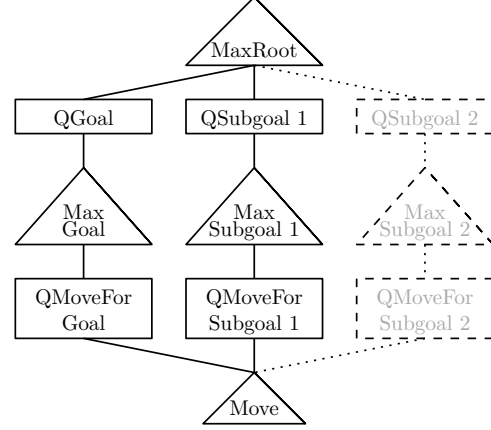 MaxRoot
QGoal
QSubgoal 1
QSubgoal 2
Max
Goal
Max
Subgoal 1
Max
Subgoal 2
QMoveFor
Goal
QMoveFor
Subgoal 1
QMoveFor
Subgoal 2
Move